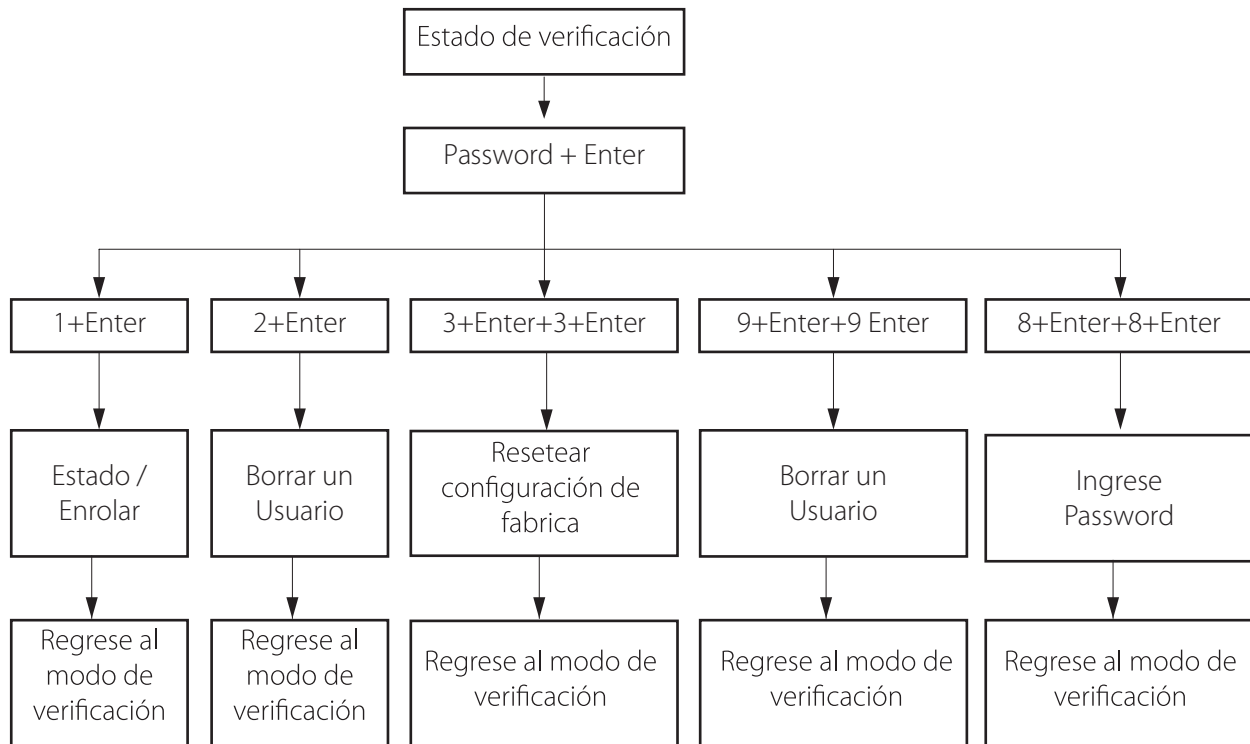 Estado de verificación
Password + Enter
1+Enter
2+Enter
3+Enter+3+Enter
9+Enter+9 Enter
8+Enter+8+Enter
Estado /
Enrolar
Borrar un
Usuario
Resetear
configuración de
fabrica
Borrar un
Usuario
Ingrese
Password
Regrese al
modo de
verificación
Regrese al
modo de
verificación
Regrese al modo de
verificación
Regrese al modo de
verificación
Regrese al modo de
verificación